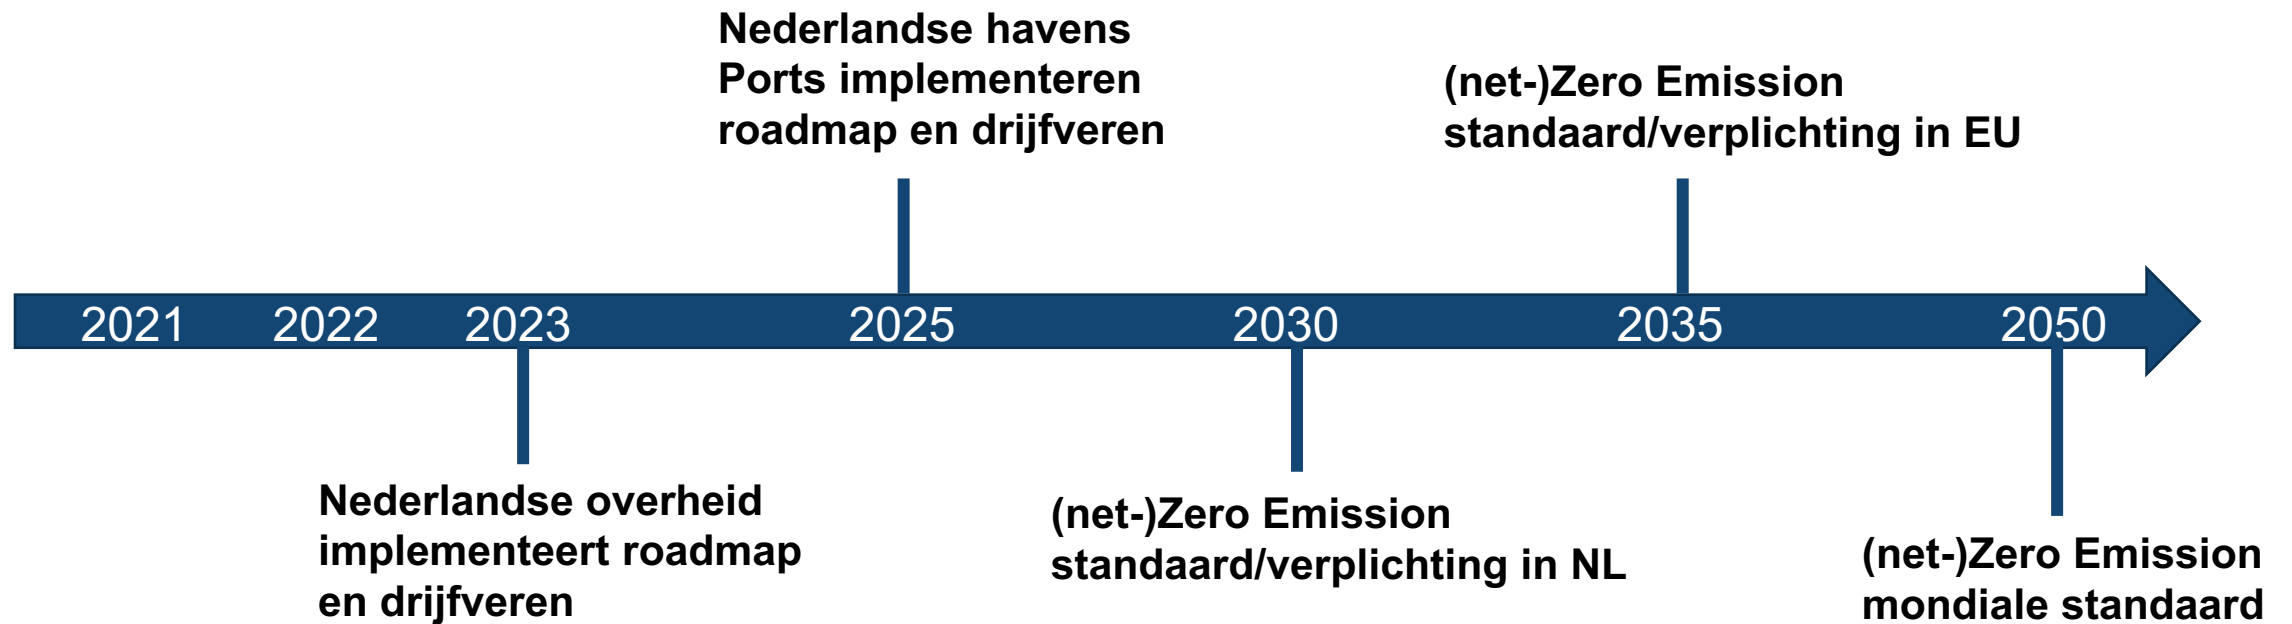 Nederlandse havens
Ports implementeren
roadmap en drijfveren
(net-)Zero Emission
standaard/verplichting in EU
2021 2022 2023 2025 2030 2035 2050
Nederlandse overheid
implementeert roadmap
en drijfveren
(net-)Zero Emission
standaard/verplichting in NL
(net-)Zero Emission
mondiale standaard